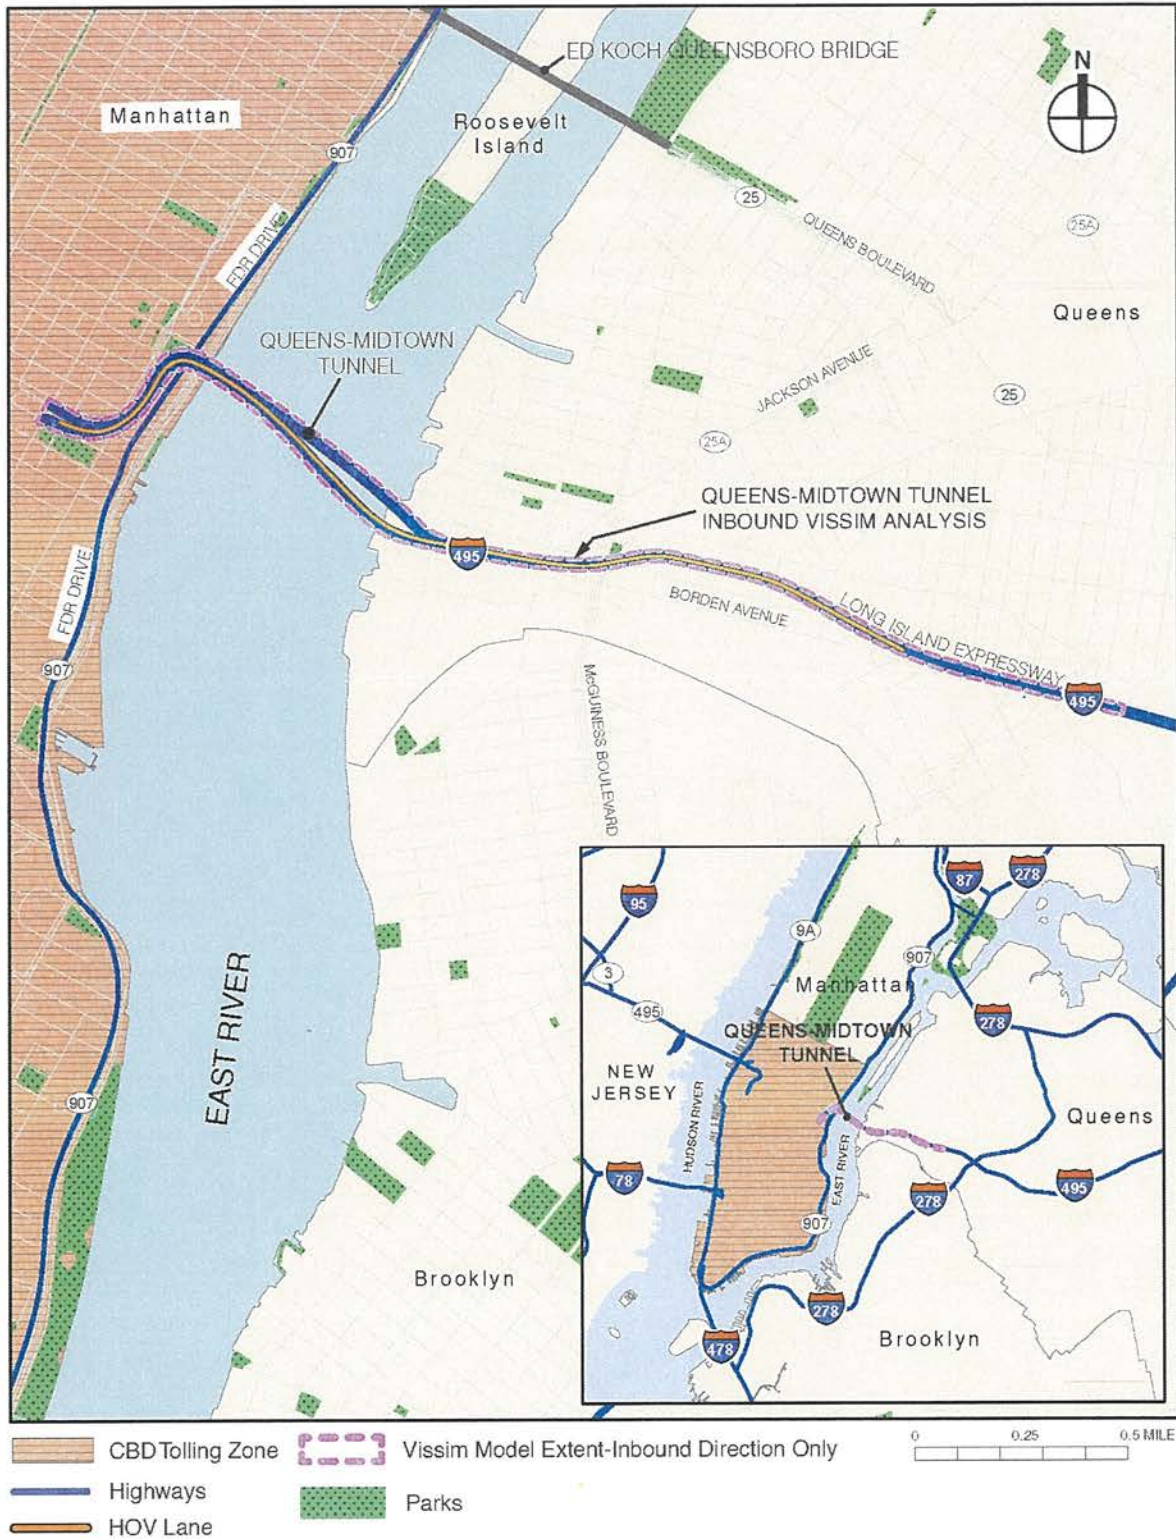 ED KOCH QUEENSBORO BRIDGE
N
Manhattan
Roosevelt
Island
907
25
25A
QUEENS BOULEVARD
FDR DRIVE
Queens
QUEENS-MIDTOWN
TUNNEL
JACKSON AVENUE
25
25A
QUEENS-MIDTOWN TUNNEL
INBOUND VISSIM ANALYSIS
495
FDR DRIVE
BORDEN AVENUE
LONG ISLAND EXPRESSWAY
907
495
McGUINESS BOULEVARD
EAST RIVER
907
Brooklyn
95
87
278
9A
907
3
Manhattan
495
278
QUEENS-MIDTOWN
TUNNEL
NEW
JERSEY
HUDSON RIVER
Queens
EAST RIVER
78
278
495
907
278
478
Brooklyn
CBD Tolling Zone
Vissim Model Extent-Inbound Direction Only
0 0.25 0.5 MILE
Highways
Parks
HOV Lane